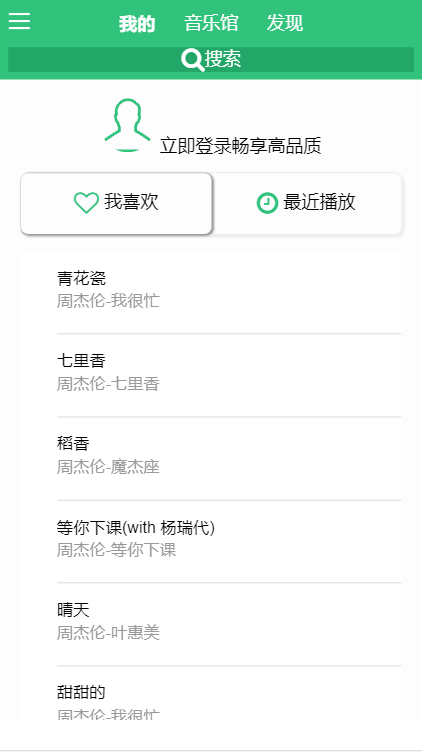 我的 音乐馆 发现
搜索
立即登录畅享高品质
我喜欢 最近播放
青花瓷
周杰伦-我很忙
七里香
周杰伦-七里香
稻香
周杰伦-魔杰座
等你下课(with 杨瑞代)
周杰伦-等你下课
晴天
周杰伦-叶惠美
甜甜的
周杰伦-我很忙